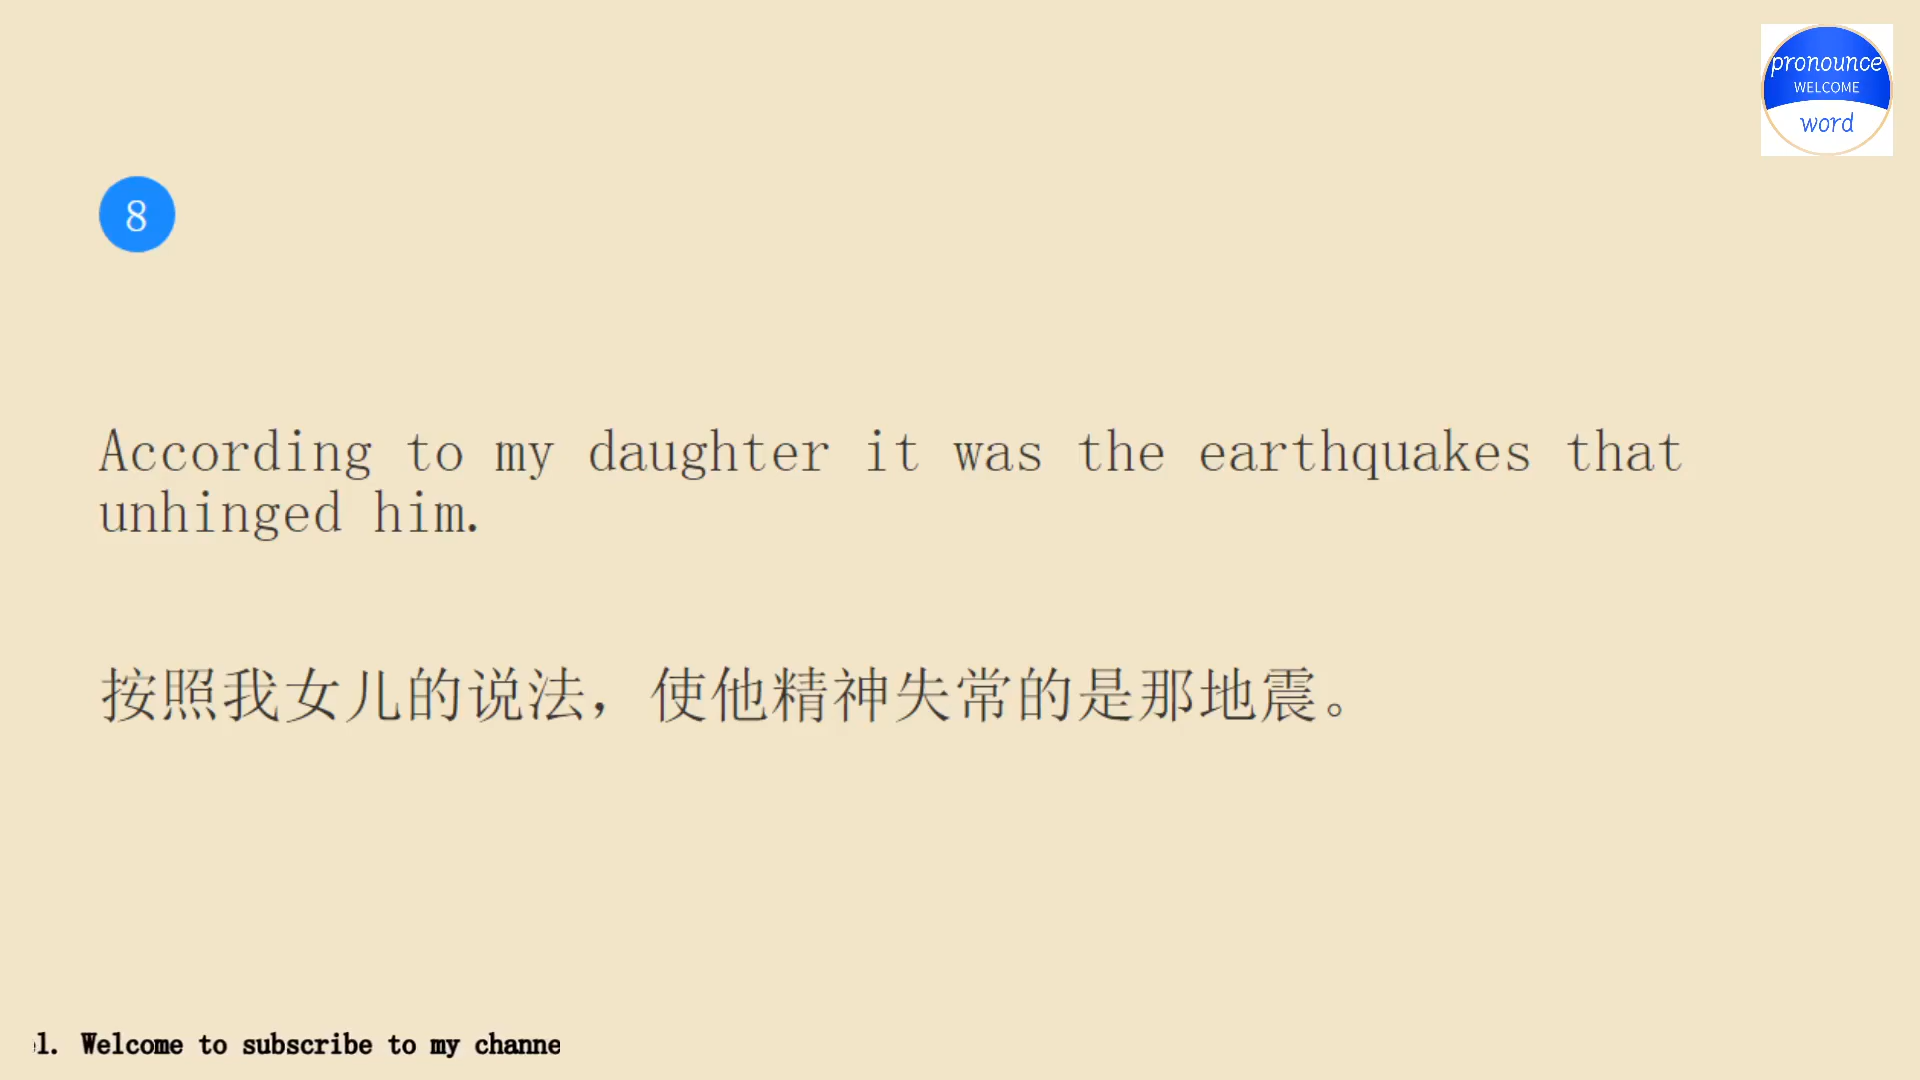 pronounce
WELCOME
word
8
According to my daughter it was the earthquakes that
unhinged him.
按照我女儿的说法，使他精神失常的是那地震。
l. Welcome to subscribe to my channe